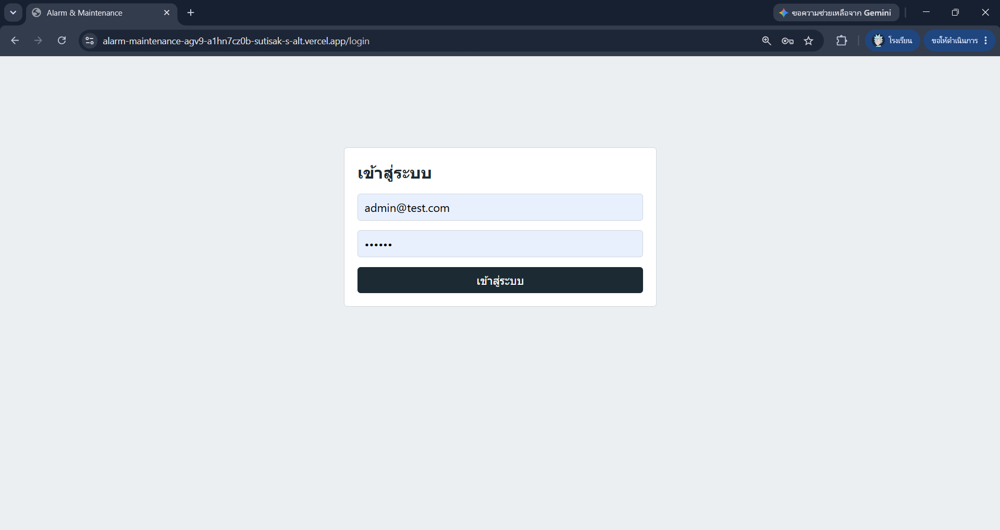 Alarm & Maintenance
ขอความช่วยเหลือจาก Gemini
alarm-maintenance-agv9-a1hn7cz0b-sutisak-s-alt.vercel.app/login
โรงเรียน
ขอให้ดำเนินการ
เข้าสู่ระบบ
admin@test.com
••••••
เข้าสู่ระบบ